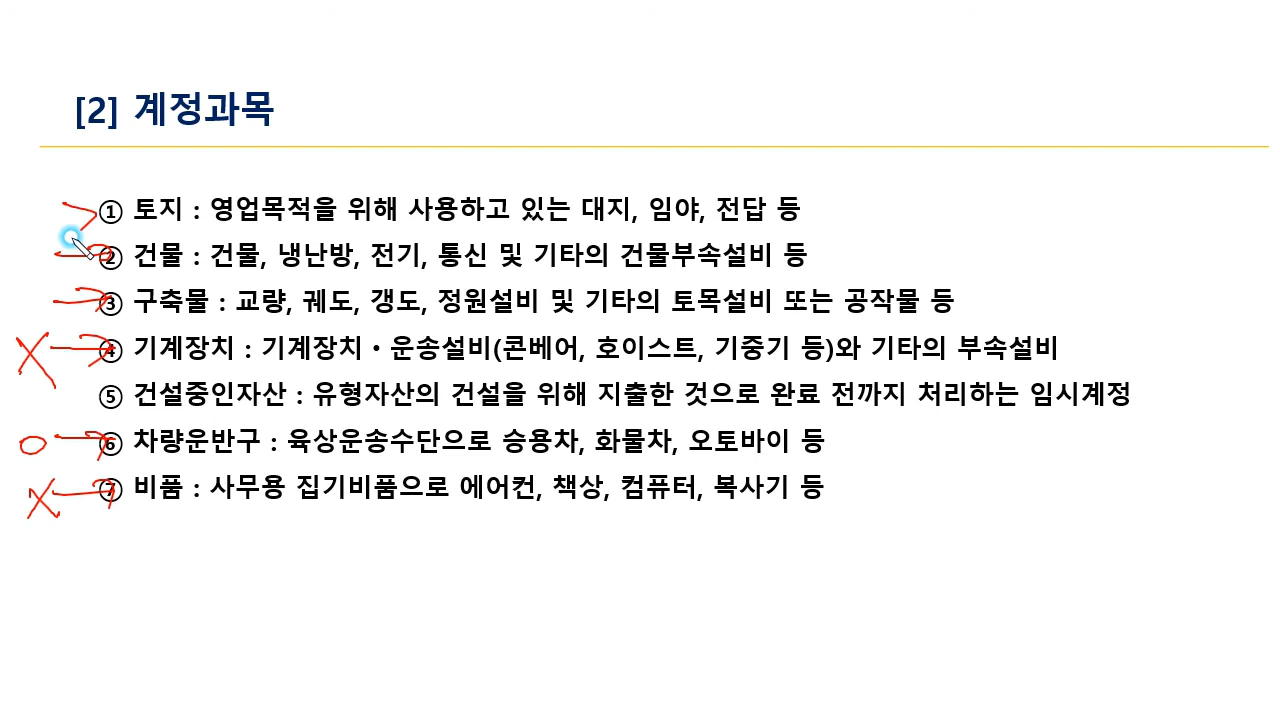 [2] 계정과목
① 토지 : 영업목적을 위해 사용하고 있는 대지, 임야, 전답 등
② 건물 : 건물, 냉난방, 전기, 통신 및 기타의 건물부속설비 등
③ 구축물 : 교량, 궤도, 갱도, 정원설비 및 기타의 토목설비 또는 공작물 등
④ 기계장치 : 기계장치・운송설비(콘베어, 호이스트, 기중기 등)와 기타의 부속설비
⑤ 건설중인자산 : 유형자산의 건설을 위해 지출한 것으로 완료 전까지 처리하는 임시계정
⑥ 차량운반구 : 육상운송수단으로 승용차, 화물차, 오토바이 등
⑦ 비품 : 사무용 집기비품으로 에어컨, 책상, 컴퓨터, 복사기 등